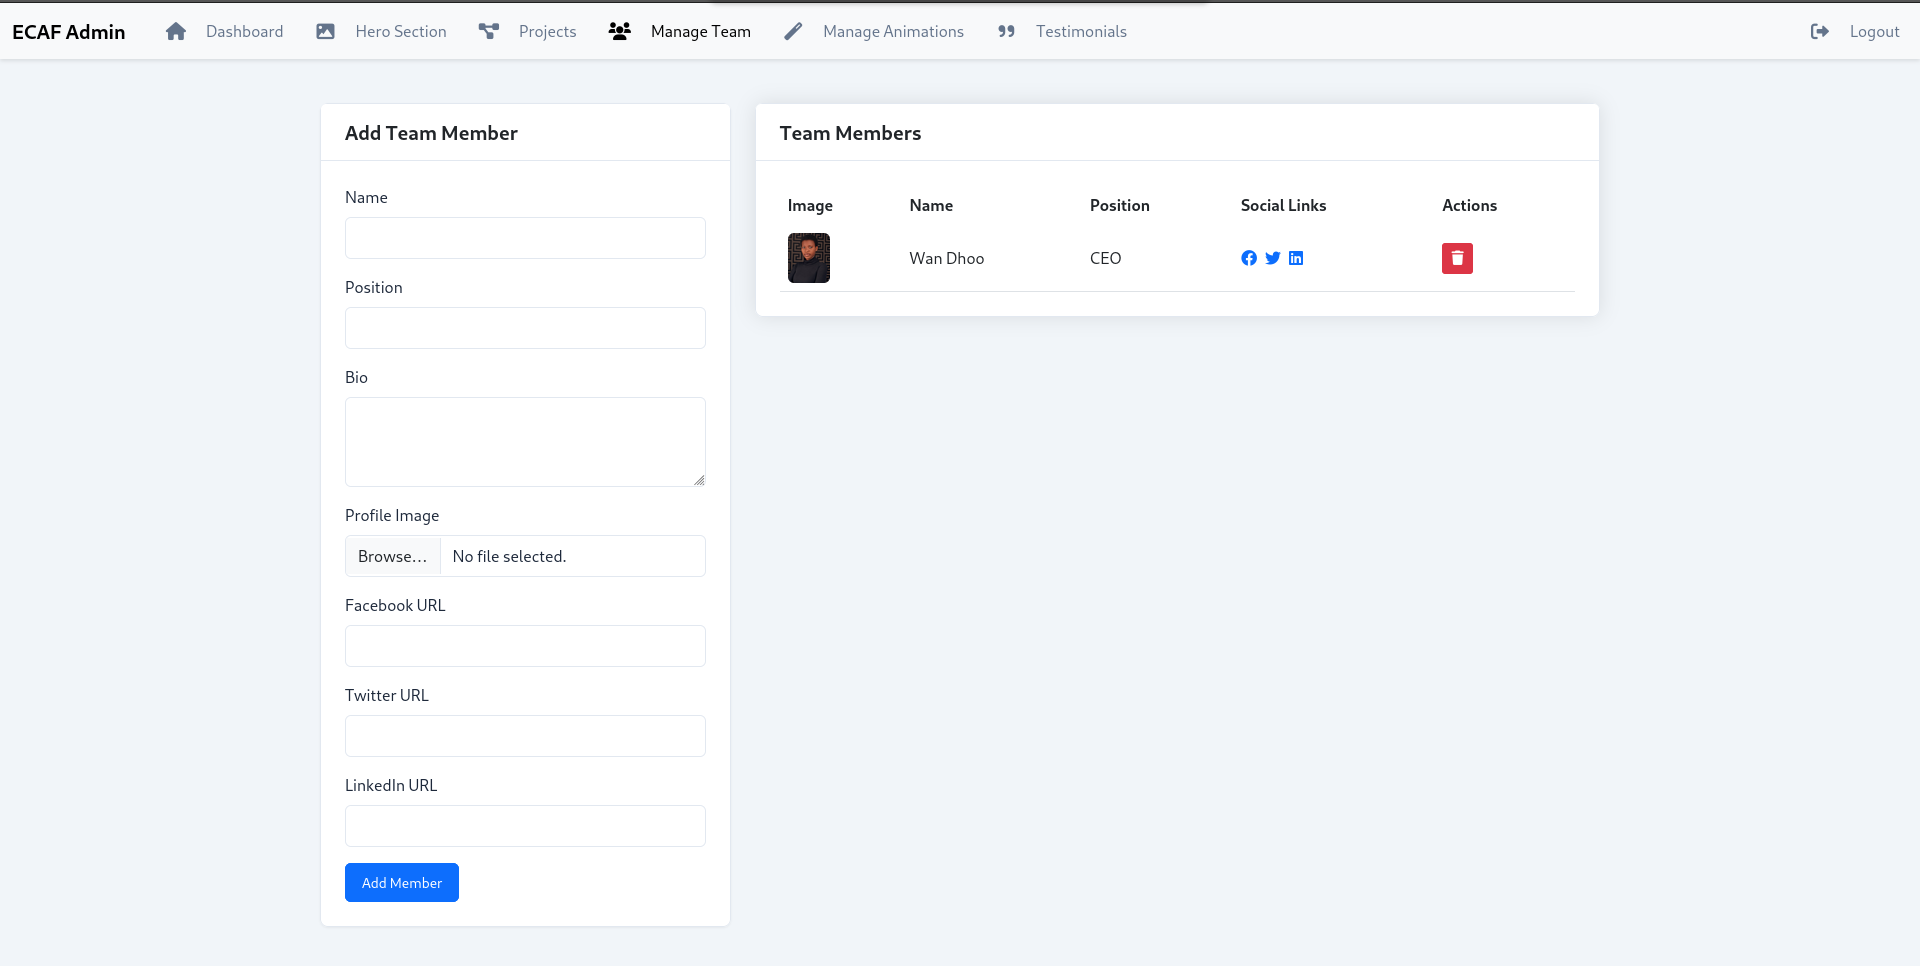 ECAF Admin Dashboard Hero Section Projects Manage Team Manage Animations Testimonials Logout
Add Team Member
Name
Position
Bio
Profile Image
Browse... No file selected.
Facebook URL
Twitter URL
LinkedIn URL
Add Member
Team Members
Image Name Position Social Links Actions
Wan Dhoo CEO